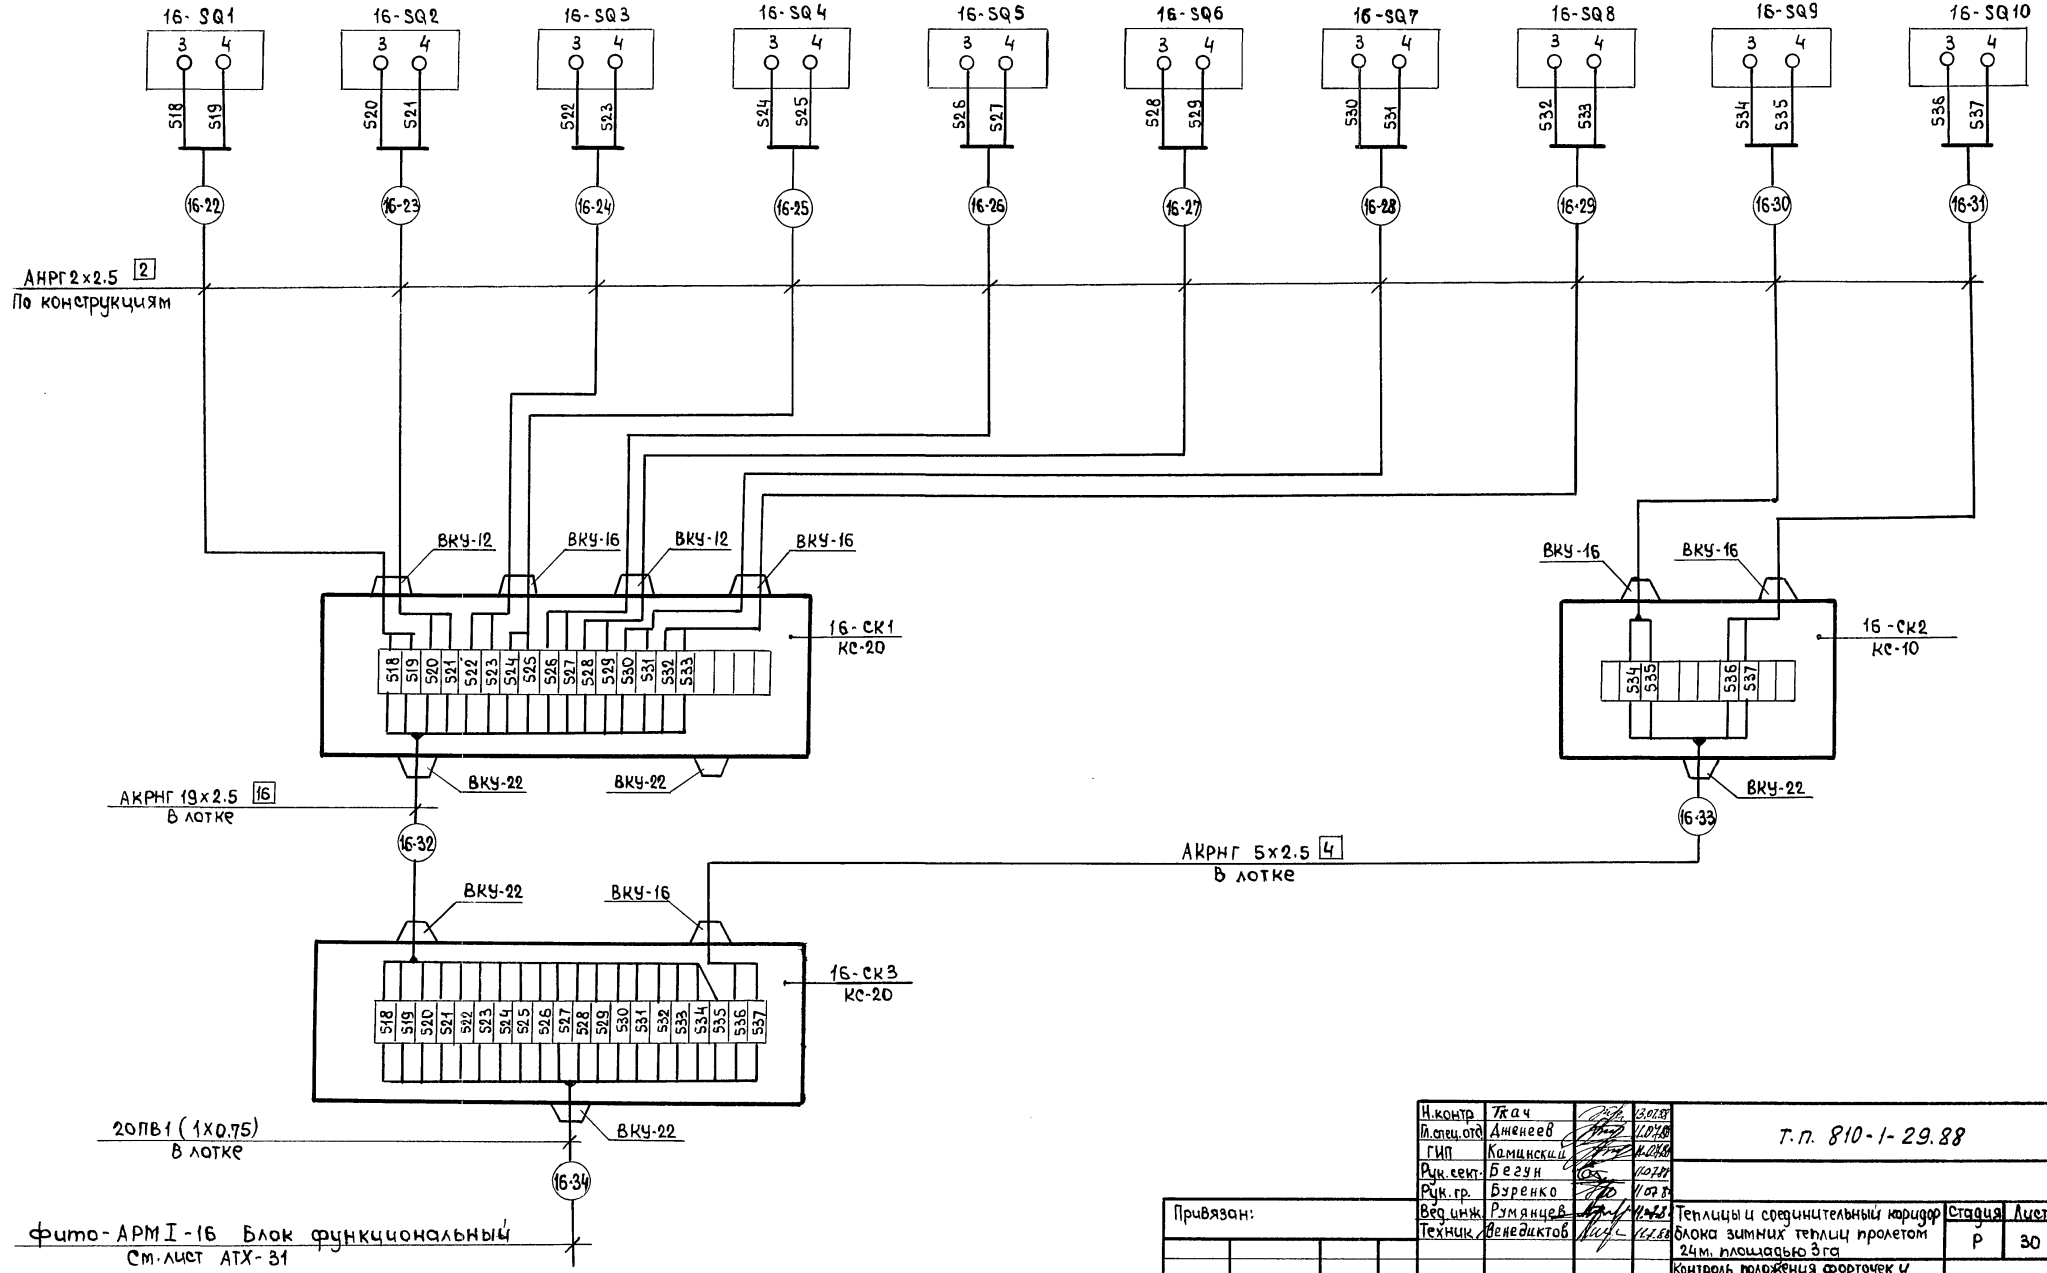 16-SQ1 16-SQ2 16-SQ3 16-SQ4 16-SQ5 16-SQ6 16-SQ7 16-SQ8 16-SQ9 16-SQ10
3 4 3 4 3 4 3 4 3 4 3 4 3 4 3 4 3 4 3 4
518 519 520 521 522 523 524 525 526 527 528 529 530 531 532 533 534 535 536 537
16-22 16-23 16-24 16-25 16-26 16-27 16-28 16-29 16-30 16-31
АНРГ 2х2.5 2
По конструкциям
ВКУ-12 ВКУ-16 ВКУ-12 ВКУ-16 ВКУ-16 ВКУ-16
16-СК1
КС-20
16-СК2
КС-10
518 519 520 521 522 523 524 525 526 527 528 529 530 531 532 533
534 535 536 537
ВКУ-22 ВКУ-22 ВКУ-22
АКРНГ 19х2.5 16
В лотке
16-32
16-33
АКРНГ 5х2.5 4
В лотке
ВКУ-22 ВКУ-16
16-СК3
КС-20
518 519 520 521 522 523 524 525 526 527 528 529 530 531 532 533 534 535 536 537
20ПВ1 (1х0,75)
В лотке
ВКУ-22
16-34
Фито-АРМ I-16 Блок функциональный
См. лист АТХ-31
Н.контр Ткач 13.07.88
Гл.спец.отд. Дженеев
ГИП Каминский
Рук.сект. Бегун
Рук.гр. Буренко
Вед.инж. Румянцев
Техник Венедиктов
Т.п. 810-1-29.88
Привязан:
Теплицы и соединительный коридор
блока зимних теплиц пролетом
24м, площадью 3 га
Стадия Лист
Р 30
Контроль положения форточек и